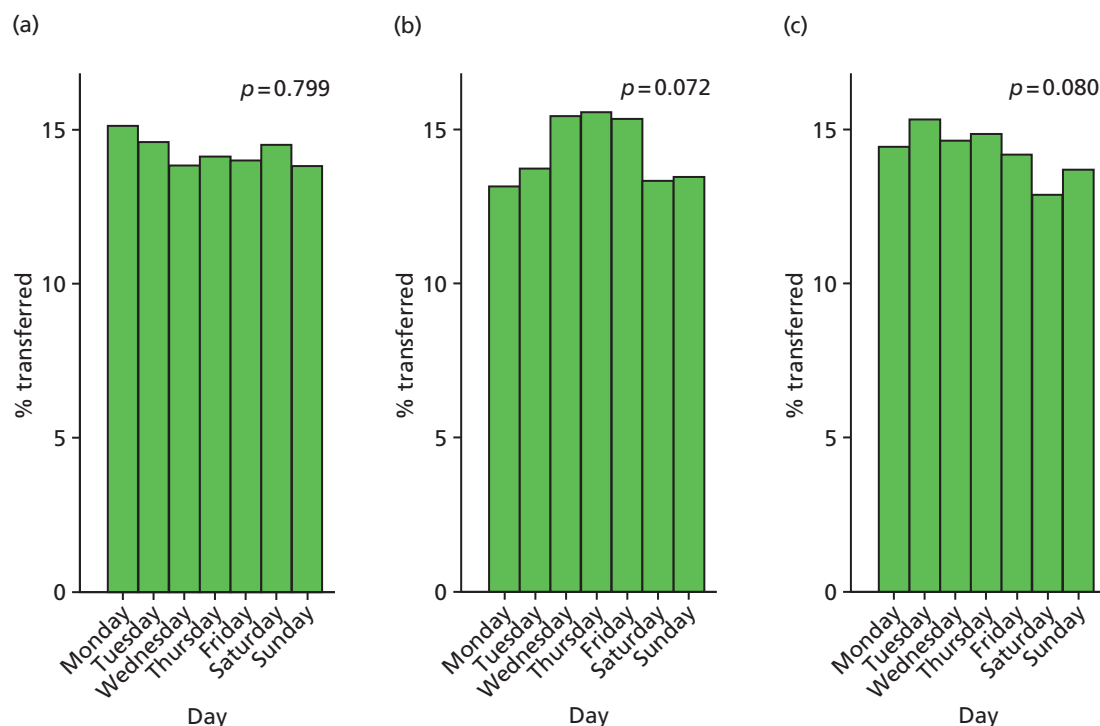 (a)
p=0.799
15
10
5
0
% transferred
Monday
Tuesday
Wednesday
Thursday
Friday
Saturday
Sunday
Day
(b)
p=0.072
15
10
5
0
% transferred
Monday
Tuesday
Wednesday
Thursday
Friday
Saturday
Sunday
Day
(c)
p=0.080
15
10
5
0
% transferred
Monday
Tuesday
Wednesday
Thursday
Friday
Saturday
Sunday
Day